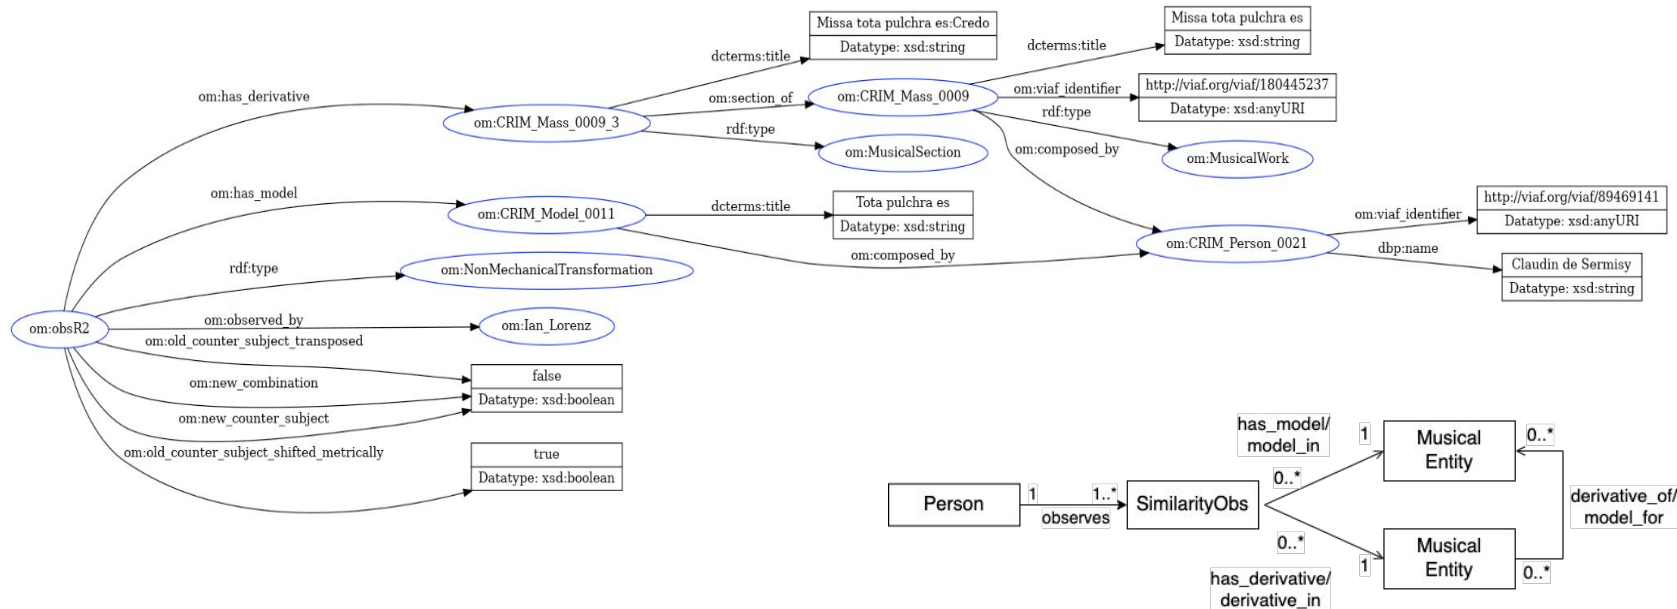 Missa tota pulchra es:Credo
Datatype: xsd:string
Missa tota pulchra es
Datatype: xsd:string
dcterms:title
dcterms:title
om:has_derivative
om:section_of
om:CRIM_Mass_0009
om:viaf_identifier
http://viaf.org/viaf/180445237
Datatype: xsd:anyURI
om:CRIM_Mass_0009_3
rdf:type
rdf:type
om:composed_by
om:MusicalSection
om:MusicalWork
om:has_model
om:CRIM_Model_0011
dcterms:title
Tota pulchra es
Datatype: xsd:string
om:composed_by
om:CRIM_Person_0021
om:viaf_identifier
http://viaf.org/viaf/89469141
Datatype: xsd:anyURI
dbp:name
Claudin de Sermisy
Datatype: xsd:string
rdf:type
om:NonMechanicalTransformation
om:obsR2
om:observed_by
om:Ian_Lorenz
om:old_counter_subject_transposed
om:new_combination
om:new_counter_subject
false
Datatype: xsd:boolean
om:old_counter_subject_shifted_metrically
true
Datatype: xsd:boolean
Person
1
1..*
observes
SimilarityObs
has_model/
model_in
1
0..*
Musical
Entity
0..*
derivative_of/
model_for
0..*
1
has_derivative/
derivative_in
Musical
Entity
0..*